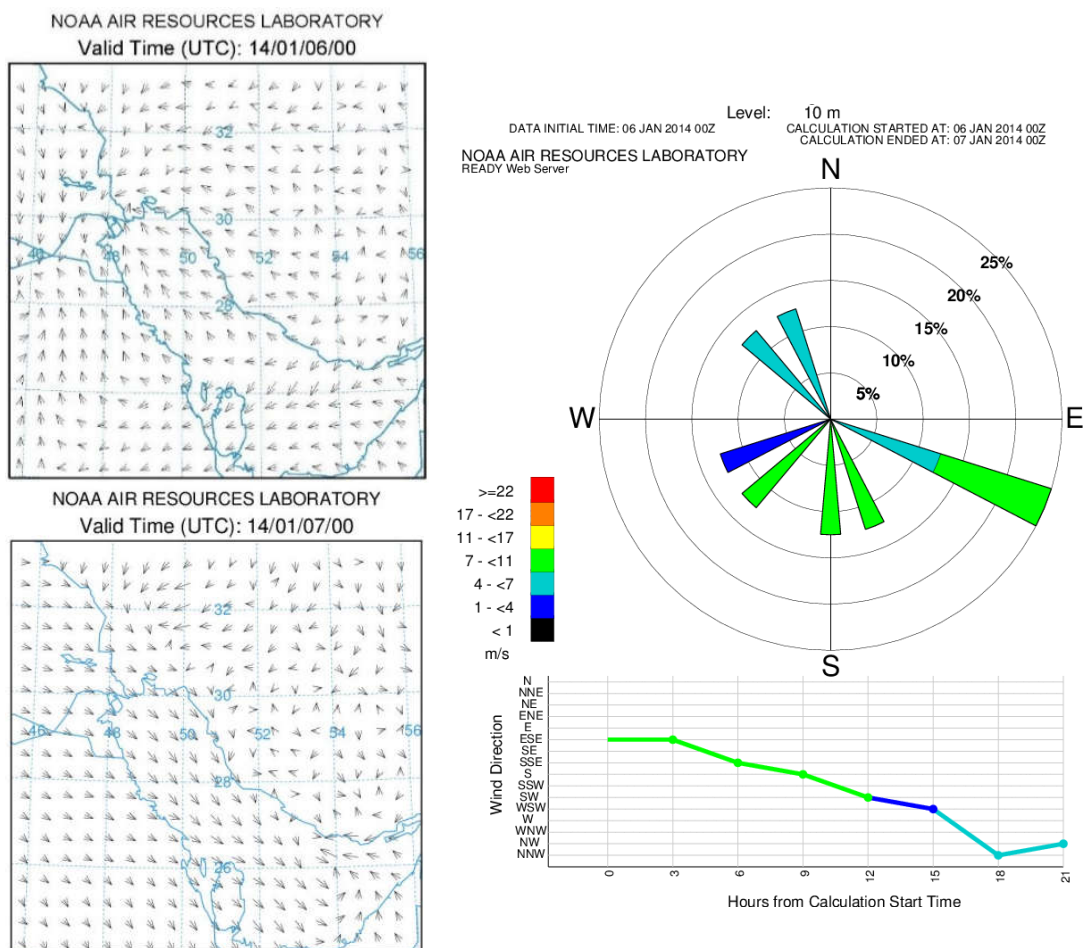 NOAA AIR RESOURCES LABORATORY
Valid Time (UTC): 14/01/06/00
32
30
46
48
50
52
54
56
28
26
NOAA AIR RESOURCES LABORATORY
Valid Time (UTC): 14/01/07/00
32
30
46
48
50
52
54
56
28
26
Level: 10 m
DATA INITIAL TIME: 06 JAN 2014 00Z
CALCULATION STARTED AT: 06 JAN 2014 00Z
CALCULATION ENDED AT: 07 JAN 2014 00Z
NOAA AIR RESOURCES LABORATORY
READY Web Server
N
25%
20%
15%
10%
5%
W
E
S
>=22
17 - <22
11 - <17
7 - <11
4 - <7
1 - <4
< 1
m/s
Wind Direction
N
NNE
NE
ENE
E
ESE
SE
SSE
S
SSW
SW
WSW
W
WNW
NW
NNW
0
3
6
9
12
15
18
21
Hours from Calculation Start Time